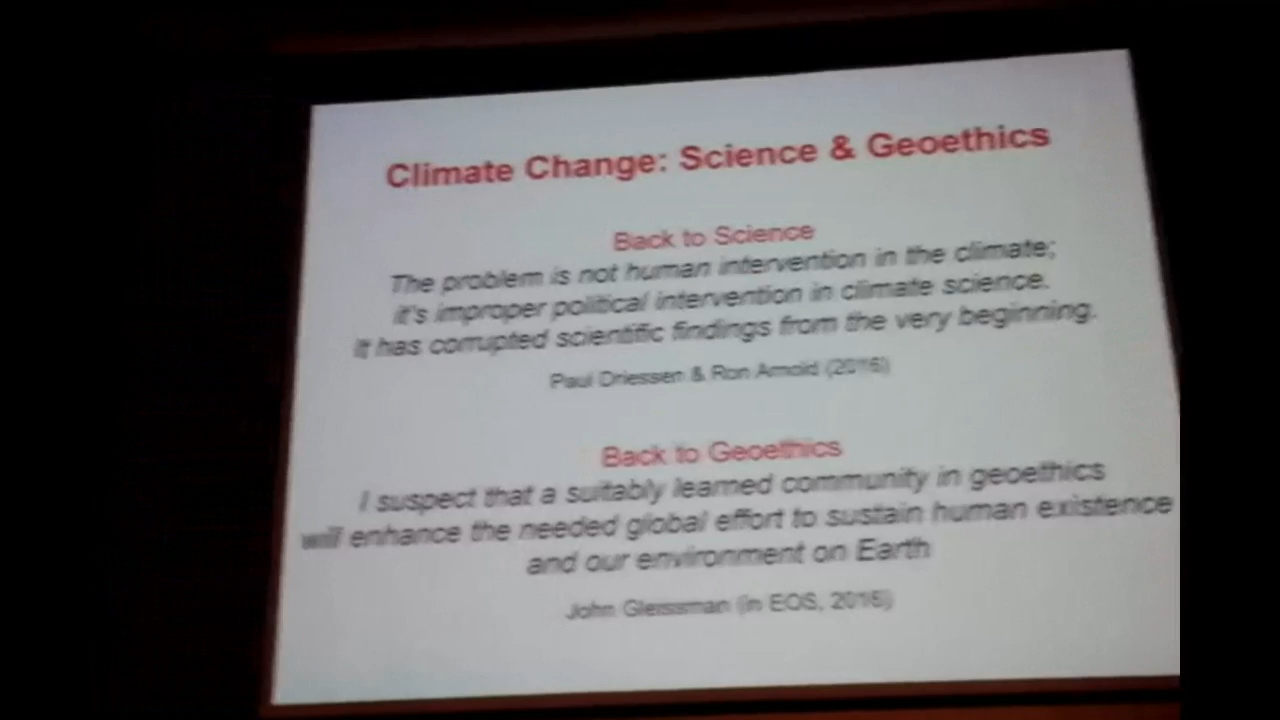 Climate Change: Science & Geoethics
Back to Science
The problem is not human intervention in the climate;
it's improper political intervention in climate science.
It has corrupted scientific findings from the very beginning.
Paul Driessen & Ron Arnold (2016)
Back to Geoethics
I suspect that a suitably learned community in geoethics
will enhance the needed global effort to sustain human existence
and our environment on Earth
John Gleissman (in EOS, 2016)